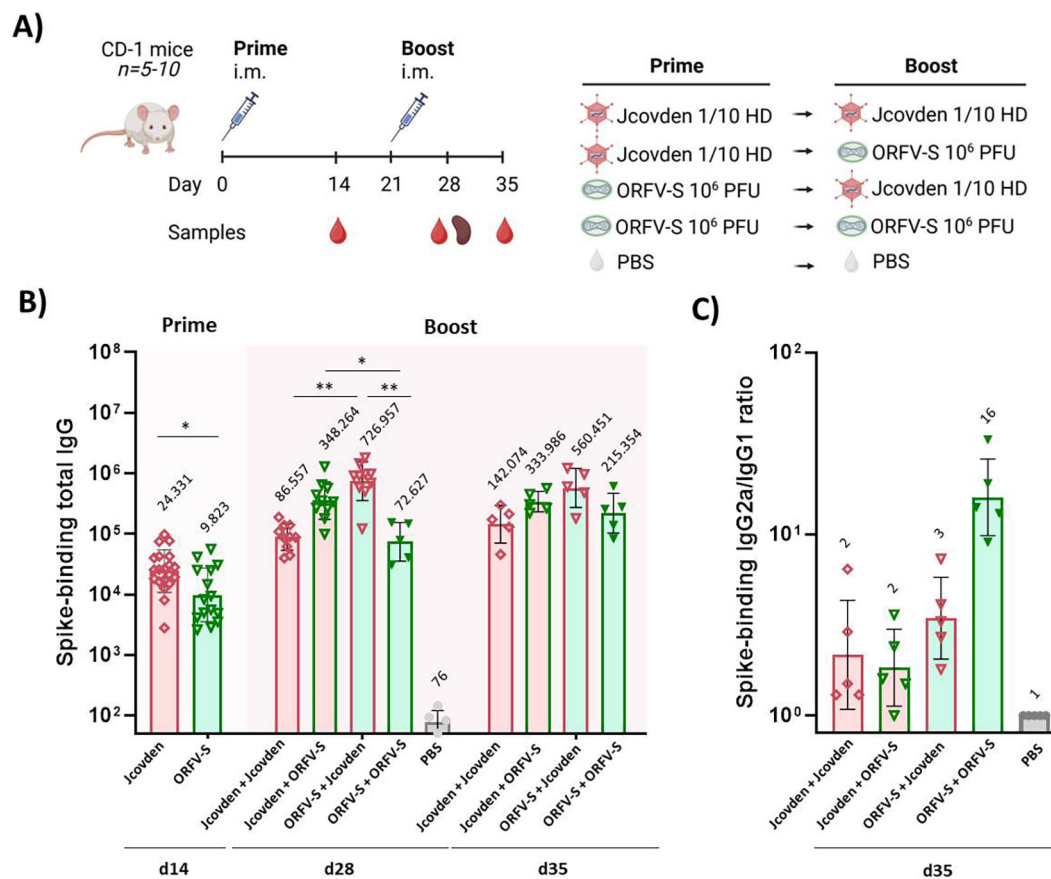 A)
CD-1 mice
n=5-10
Prime
i.m.
Boost
i.m.
Day 0 14 21 28 35
Samples
Prime Boost
Jcovden 1/10 HD → Jcovden 1/10 HD
Jcovden 1/10 HD → ORFV-S 10⁶ PFU
ORFV-S 10⁶ PFU → Jcovden 1/10 HD
ORFV-S 10⁶ PFU → ORFV-S 10⁶ PFU
PBS → PBS
B)
Prime Boost
Spike-binding total IgG
10⁸
10⁷
10⁶
10⁵
10⁴
10³
10²
*
24.331
9.823
*
**
**
86.557
348.264
726.957
72.627
76
142.074
333.986
560.451
215.354
Jcovden
ORFV-S
Jcovden + Jcovden
Jcovden + ORFV-S
ORFV-S + Jcovden
ORFV-S + ORFV-S
PBS
Jcovden + Jcovden
Jcovden + ORFV-S
ORFV-S + Jcovden
ORFV-S + ORFV-S
d14 d28 d35
C)
Spike-binding IgG2a/IgG1 ratio
10²
10¹
10⁰
2
2
3
16
1
Jcovden + Jcovden
Jcovden + ORFV-S
ORFV-S + Jcovden
ORFV-S + ORFV-S
PBS
d35